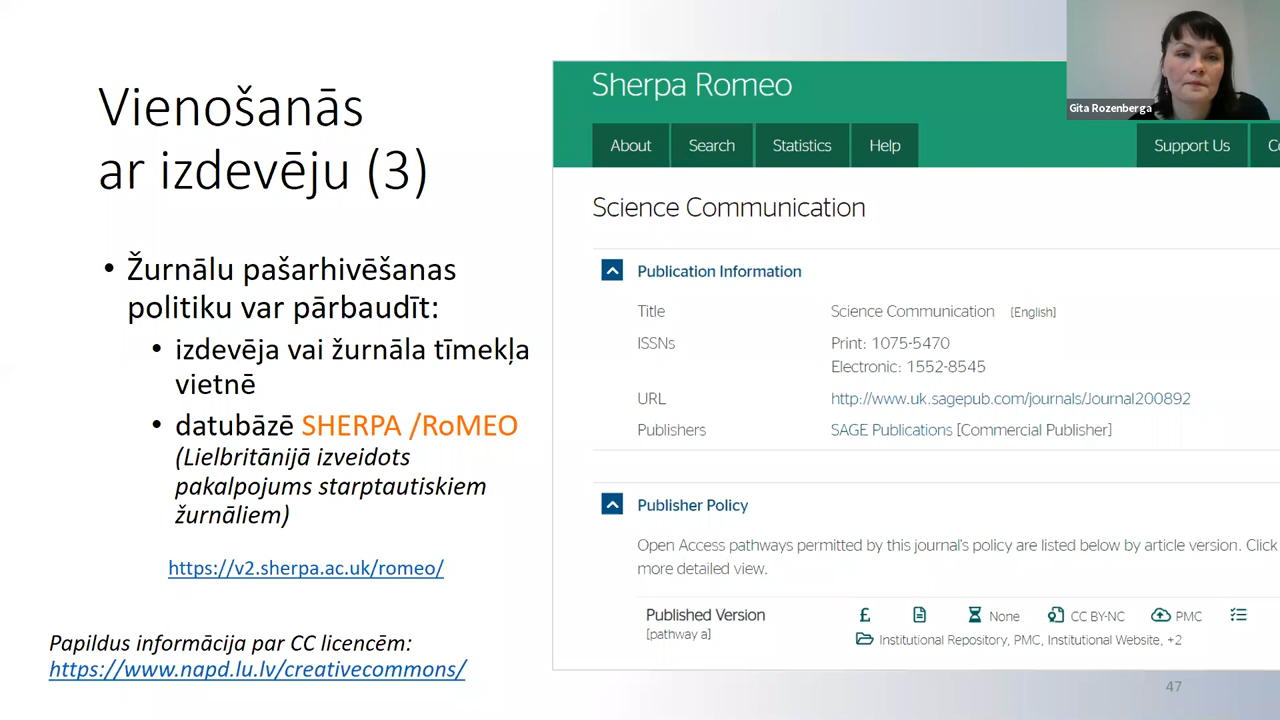 Vienošanās
ar izdevēju (3)
• Žurnālu pašarhivēšanas
politiku var pārbaudīt:
• izdevēja vai žurnāla tīmekļa
vietnē
• datubāzē SHERPA /RoMEO
(Lielbritānijā izveidots
pakalpojums starptautiskiem
žurnāliem)
https://v2.sherpa.ac.uk/romeo/
Papildus informācija par CC licencēm:
https://www.napd.lu.lv/creativecommons/
Sherpa Romeo
About Search Statistics Help Support Us
Science Communication
Publication Information
Title Science Communication [English]
ISSNs Print: 1075-5470
Electronic: 1552-8545
URL http://www.uk.sagepub.com/journals/Journal200892
Publishers SAGE Publications [Commercial Publisher]
Publisher Policy
Open Access pathways permitted by this journal's policy are listed below by article version. Click
more detailed view.
Published Version £ None CC BY-NC PMC
[pathway a] Institutional Repository, PMC, Institutional Website, +2
Gita Rozenberga
47